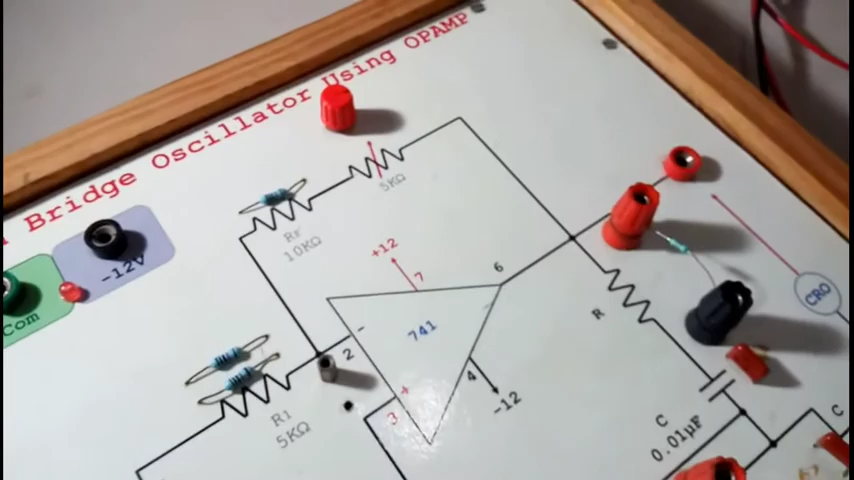 Bridge Oscillator Using OPAMP
-12V
Com
5KΩ
RF
10KΩ
+12
7
6
741
-
2
+
3
4
-12
R1
5KΩ
R
C
0.01µF
CRO
C